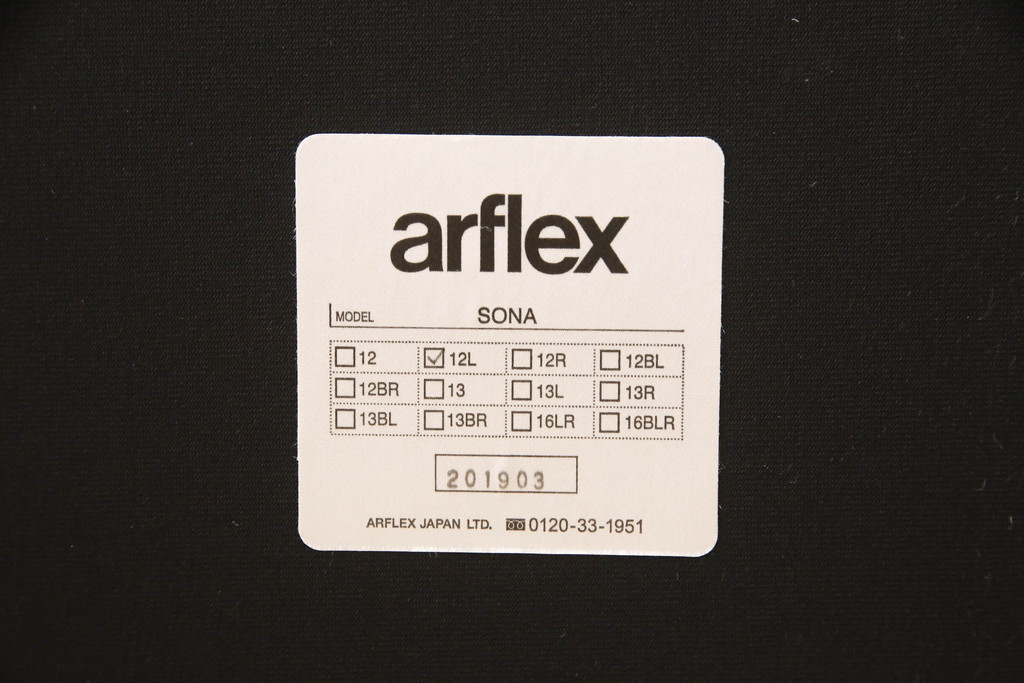 arflex
MODEL SONA
☐12 ☑12L ☐12R ☐12BL
☐12BR ☐13 ☐13L ☐13R
☐13BL ☐13BR ☐16LR ☐16BLR
201903
ARFLEX JAPAN LTD. 0120-33-1951